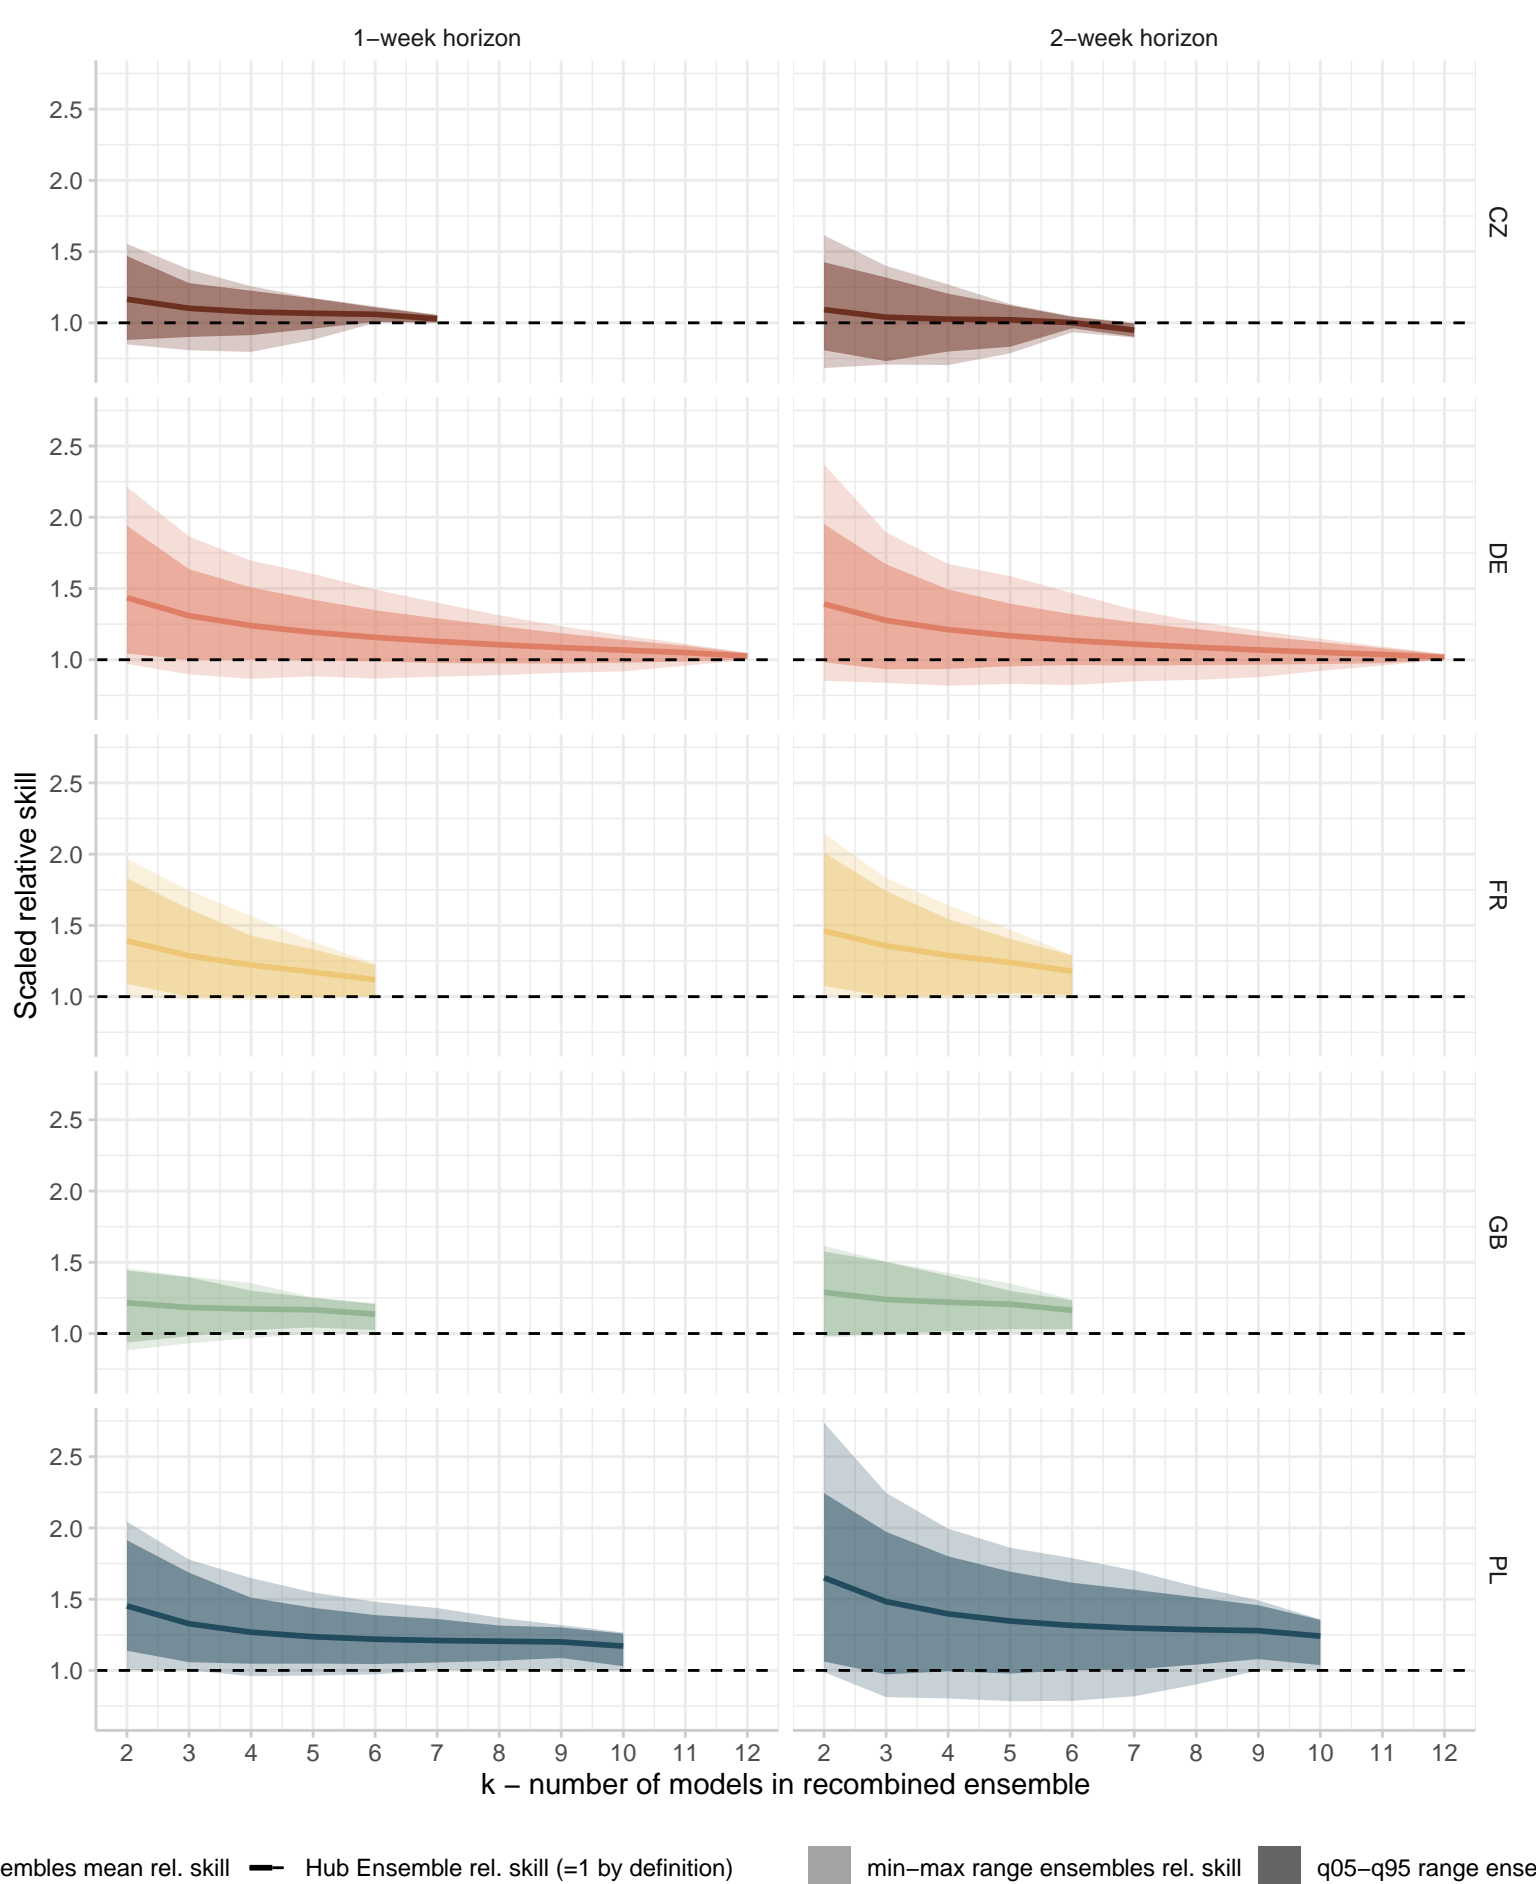 1−week horizon
2−week horizon
2.5
2.0
1.5
1.0
CZ
2.5
2.0
1.5
1.0
DE
2.5
2.0
1.5
1.0
FR
2.5
2.0
1.5
1.0
GB
2.5
2.0
1.5
1.0
PL
Scaled relative skill
2 3 4 5 6 7 8 9 10 11 12
2 3 4 5 6 7 8 9 10 11 12
k − number of models in recombined ensemble
embles mean rel. skill
Hub Ensemble rel. skill (=1 by definition)
min−max range ensembles rel. skill
q05−q95 range ense